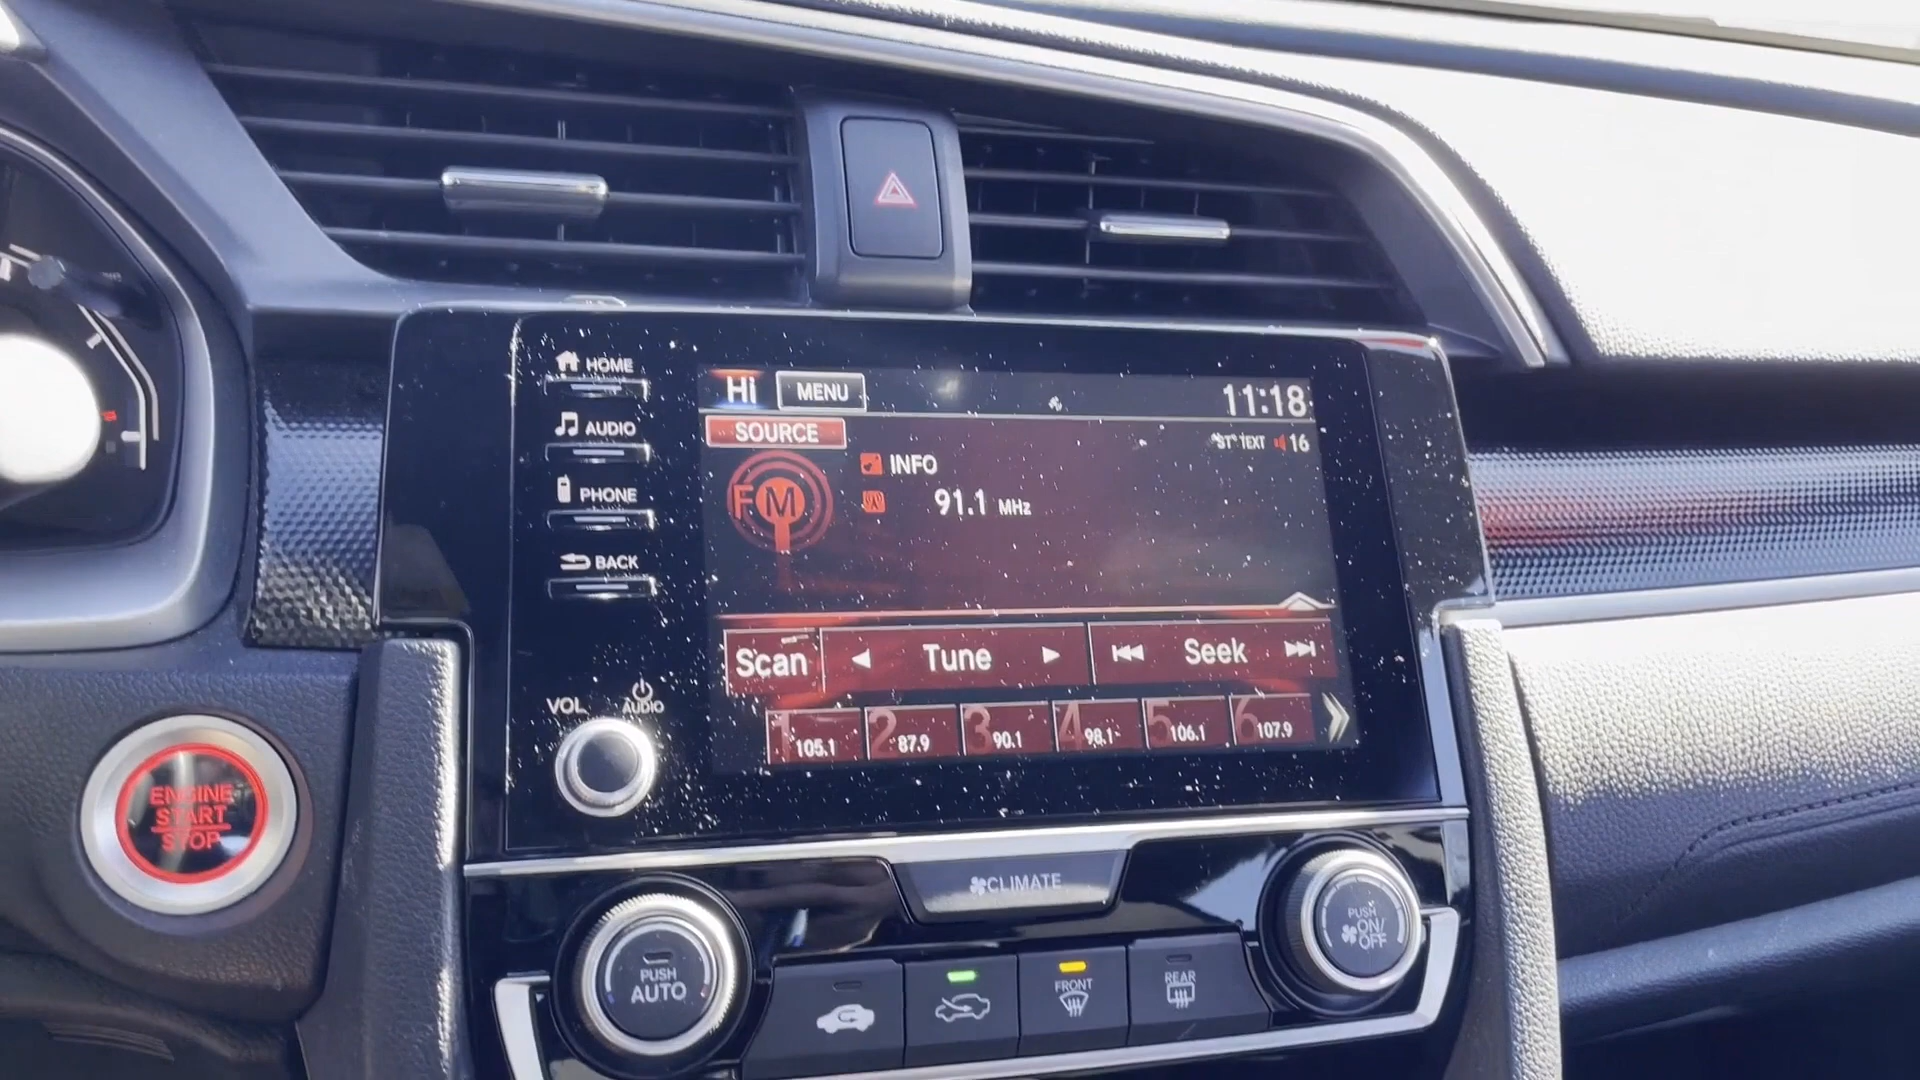 HOME
AUDIO
PHONE
BACK
VOL AUDIO
Hi MENU 11:18
SOURCE "ST" TEXT 16
FM INFO
91.1 MHz
Scan Tune Seek
1 105.1 2 87.9 3 90.1 4 98.1 5 106.1 6 107.9
ENGINE
START
STOP
CLIMATE
PUSH
AUTO
FRONT
REAR
PUSH
ON/
OFF